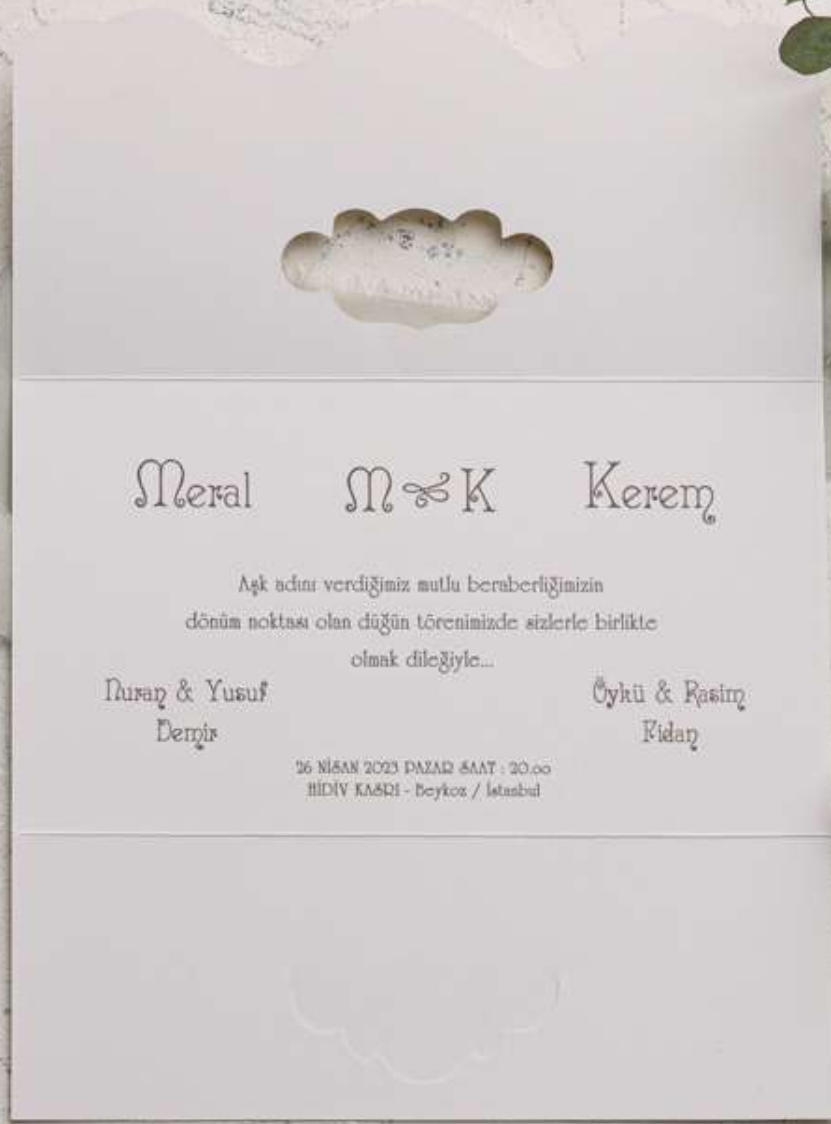 Meral M K Kerem
Aşk adını verdiğimiz mutlu beraberliğimizin
dönüm noktası olan düğün törenimizde sizlerle birlikte
olmak dileğiyle...
Nuran & Yusuf Öykü & Rasim
Demir Fidan
26 NİSAN 2023 PAZAR SAAT : 20.00
HİDİV KASRI - Beykoz / İstanbul